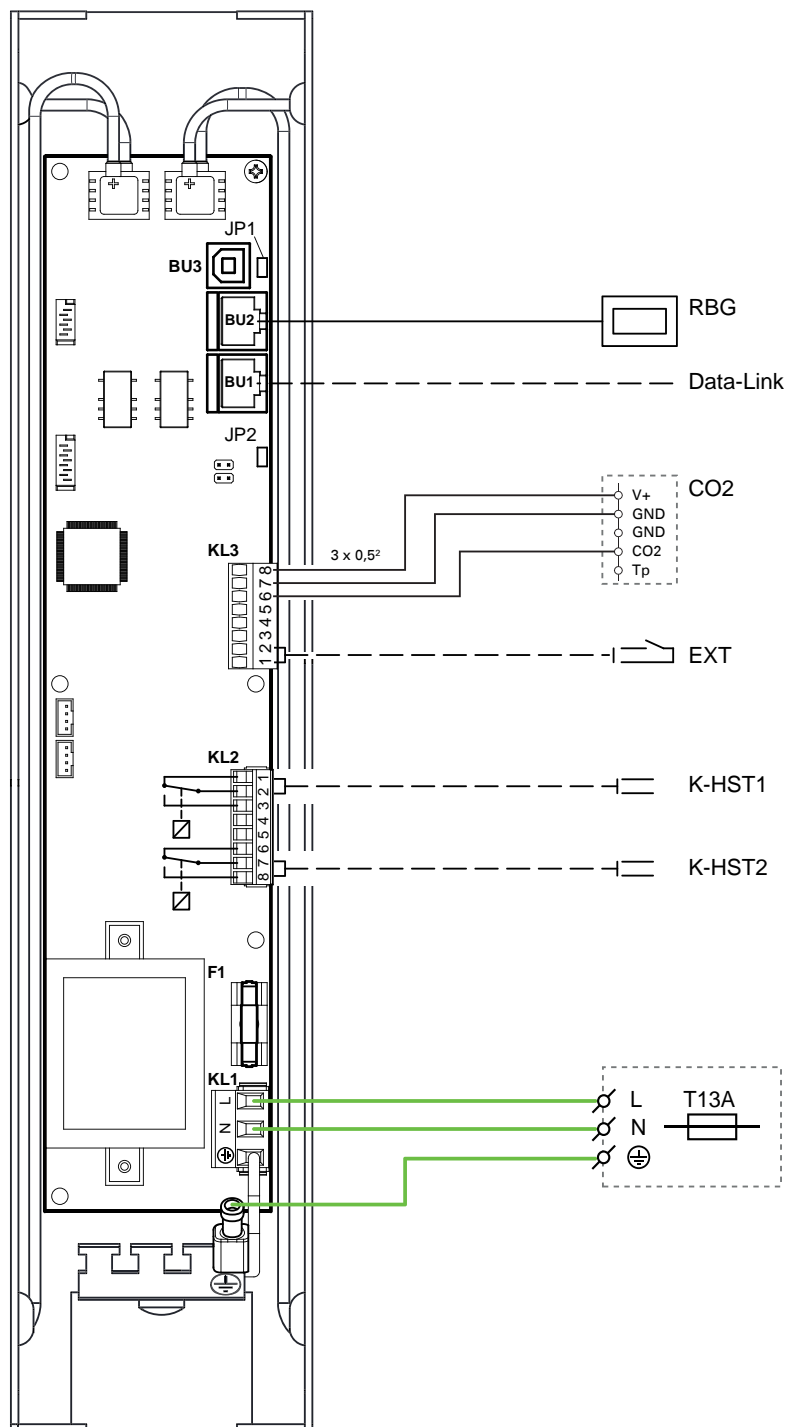 JP1
BU3
BU2
RBG
BU1
Data-Link
JP2
CO2
V+
GND
GND
CO2
Tp
KL3
3 x 0,5²
8
7
6
5
4
3
2
1
EXT
KL2
1
2
3
4
5
6
7
8
K-HST1
K-HST2
F1
KL1
L
N
L
T13A
N